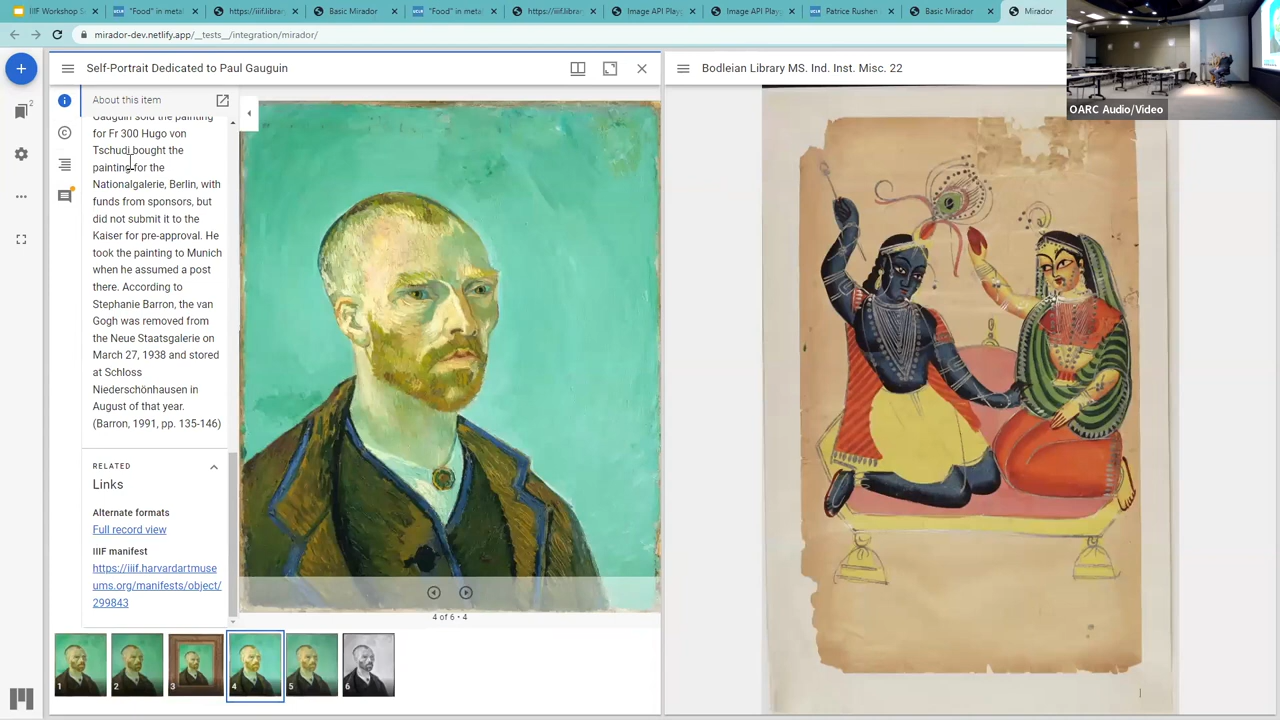 IIIF Workshop S
"Food" in metal
https://iiif.librar
Basic Mirador
"Food" in metal
https://iiif.librar
Image API Playg
Image API Playg
Patrice Rushen
Basic Mirador
Mirador
mirador-dev.netlify.app/__tests__/integration/mirador/
OARC Audio/Video
2
Self-Portrait Dedicated to Paul Gauguin
About this item
Gauguin sold the painting
for Fr 300 Hugo von
Tschudi bought the
painting for the
Nationalgalerie, Berlin, with
funds from sponsors, but
did not submit it to the
Kaiser for pre-approval. He
took the painting to Munich
when he assumed a post
there. According to
Stephanie Barron, the van
Gogh was removed from
the Neue Staatsgalerie on
March 27, 1938 and stored
at Schloss
Niederschönhausen in
August of that year.
(Barron, 1991, pp. 135-146)
RELATED
Links
Alternate formats
Full record view
IIIF manifest
https://iiif.harvardartmuse
ums.org/manifests/object/
299843
4 of 6 • 4
1
2
3
4
5
6
Bodleian Library MS. Ind. Inst. Misc. 22